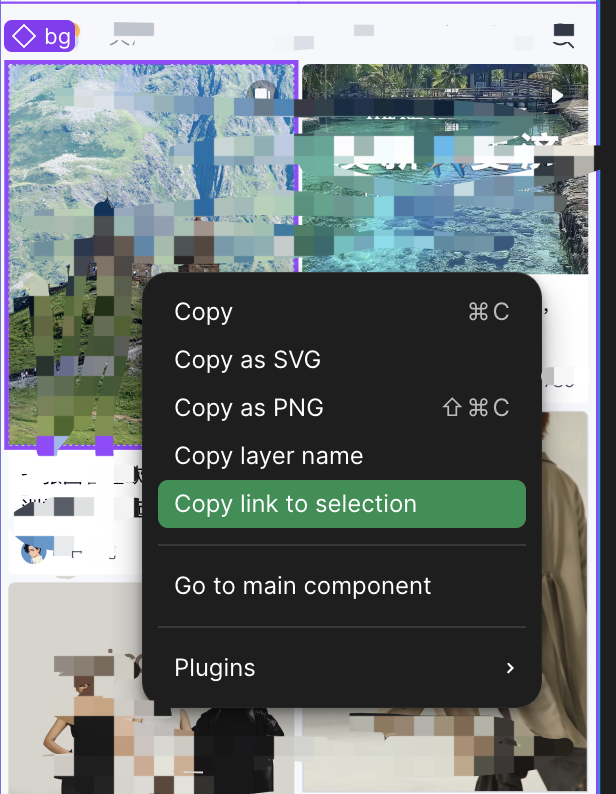 bg
Copy ⌘C
Copy as SVG
Copy as PNG ⇧⌘C
Copy layer name
Copy link to selection
Go to main component
Plugins